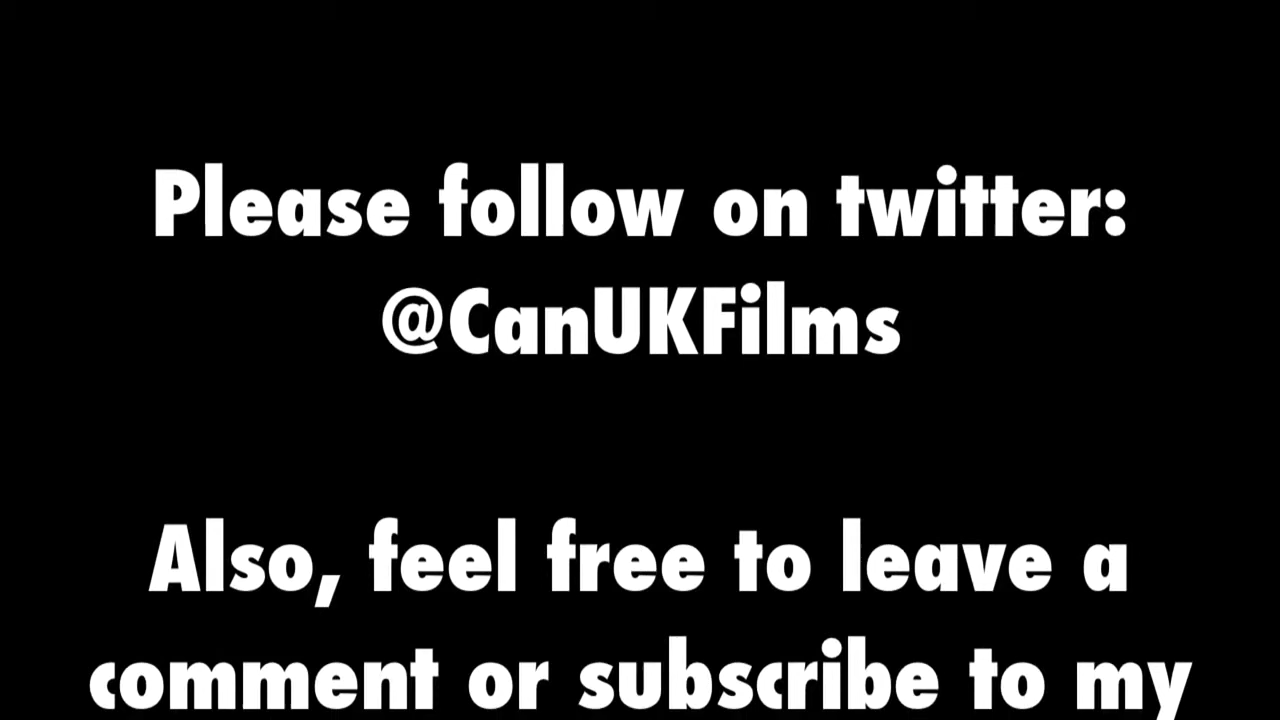 Please follow on twitter:
@CanUKFilms
Also, feel free to leave a
comment or subscribe to my